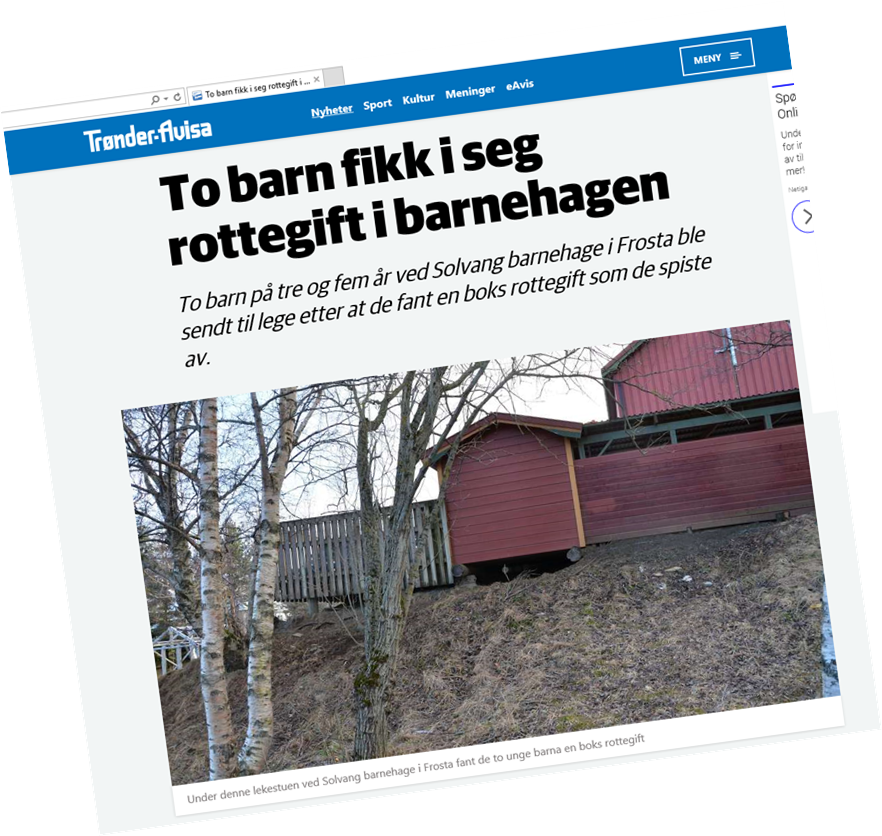 To barn fikk i seg rottegift i ...
Trønder-Avisa
Nyheter Sport Kultur Meninger eAvis
MENY
To barn fikk i seg
rottegift i barnehagen
To barn på tre og fem år ved Solvang barnehage i Frosta ble
sendt til lege etter at de fant en boks rottegift som de spiste
av.
Under denne lekestuen ved Solvang barnehage i Frosta fant de to unge barna en boks rottegift
Spø
Onli
Unde
for ir
av til
mer!
Netiga